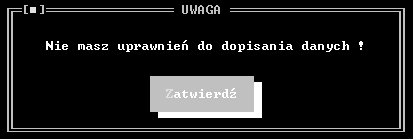 UWAGA
Nie masz uprawnień do dopisania danych !
Zatwierdź